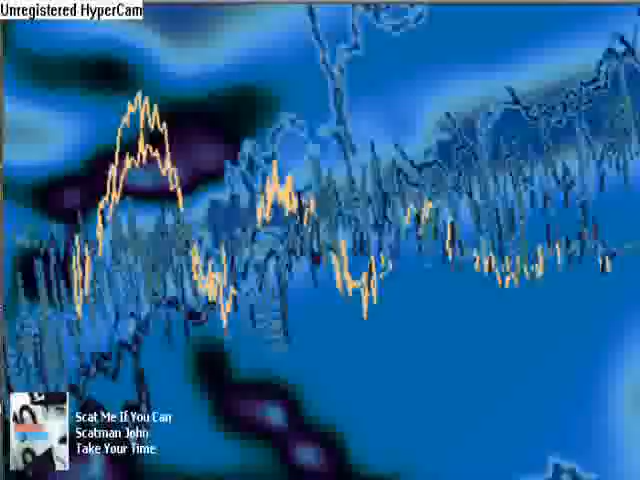 Unregistered HyperCam
Scat Me If You Can
Scatman John
Take Your Time